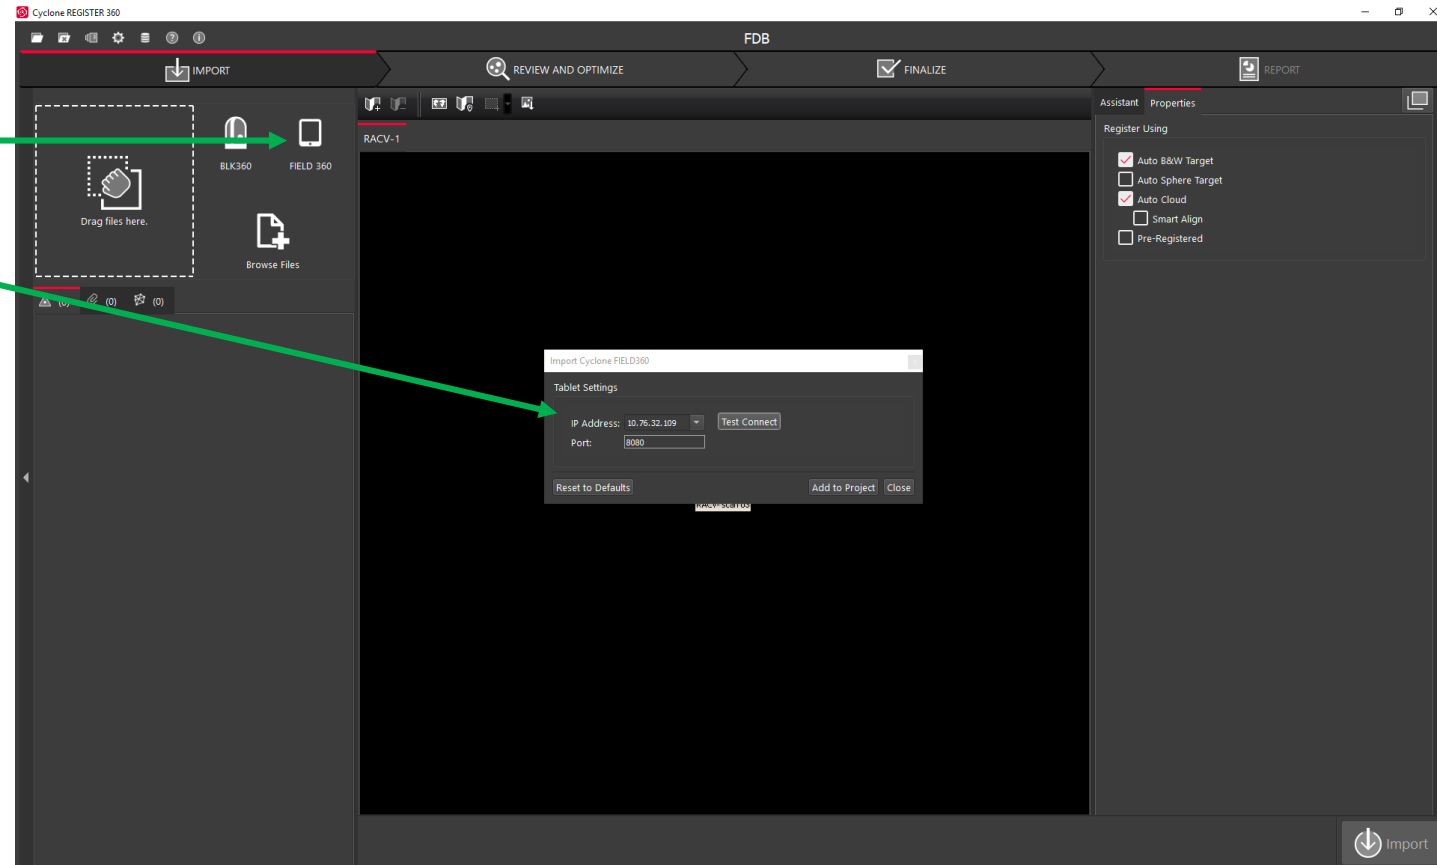 Cyclone REGISTER 360
FDB
IMPORT
REVIEW AND OPTIMIZE
FINALIZE
REPORT
Drag files here.
BLK360
FIELD 360
Browse Files
(0)
(0)
(0)
RACV-1
Assistant
Properties
Register Using
Auto B&W Target
Auto Sphere Target
Auto Cloud
Smart Align
Pre-Registered
Import Cyclone FIELD360
Tablet Settings
IP Address: 10.76.32.109
Test Connect
Port: 8080
Reset to Defaults
Add to Project
Close
Import